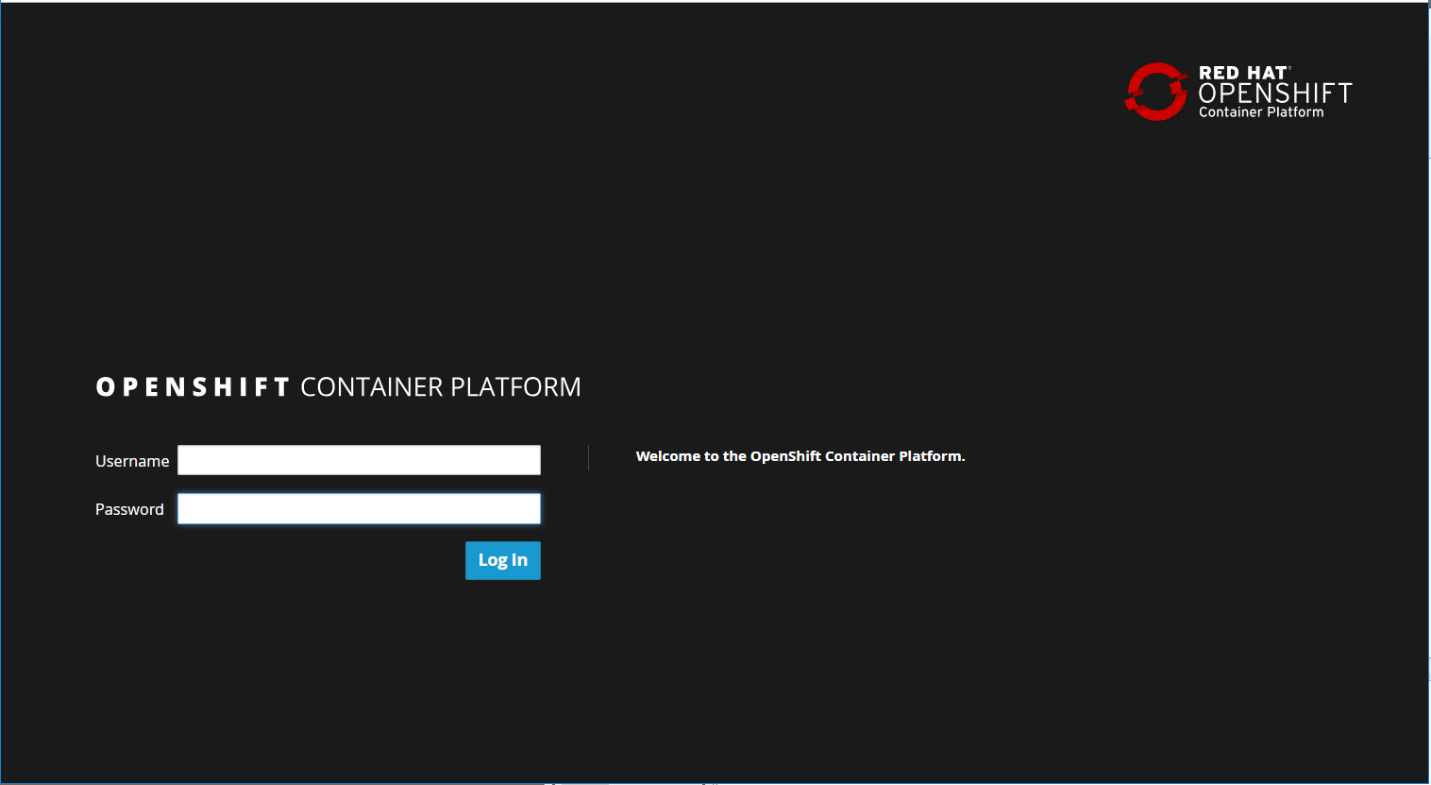 RED HAT®
OPENSHIFT
Container Platform
OPENSHIFT CONTAINER PLATFORM
Username
Welcome to the OpenShift Container Platform.
Password
Log In